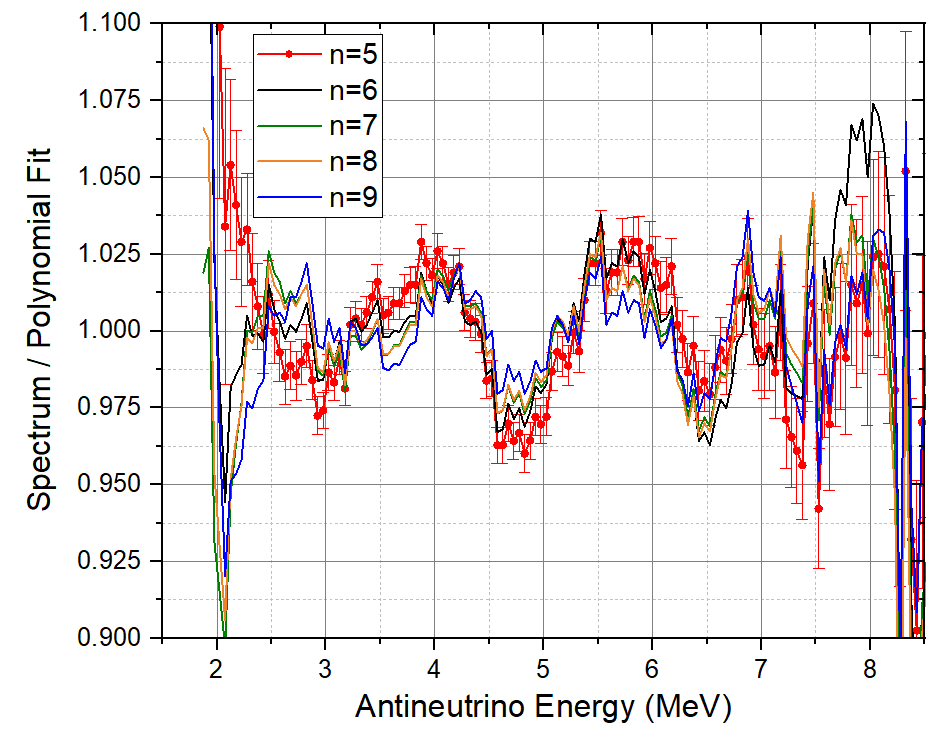 1.100
1.075
1.050
1.025
1.000
0.975
0.950
0.925
0.900
Spectrum / Polynomial Fit
n=5
n=6
n=7
n=8
n=9
2 3 4 5 6 7 8
Antineutrino Energy (MeV)